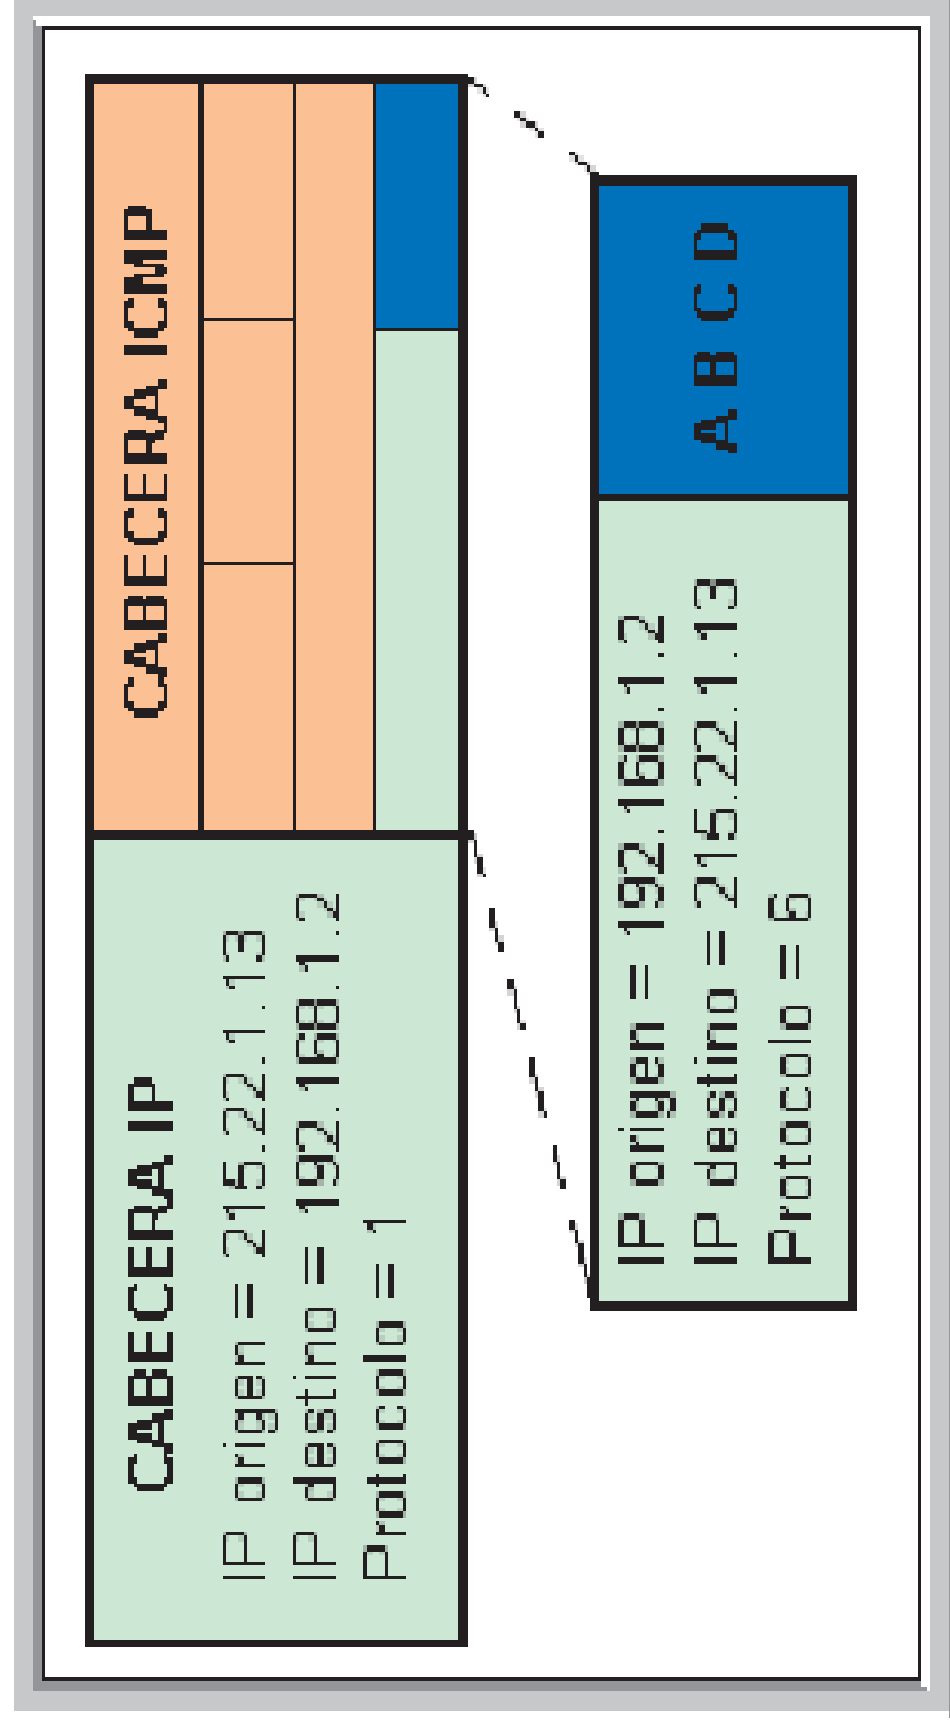 CABECERA IP
IP origen = 215.22.1.13
IP destino = 192.168.1.2
Protocolo = 1
CABECERA ICMP
IP origen = 192.168.1.2
IP destino = 215.22.1.13
Protocolo = 6
A B C D